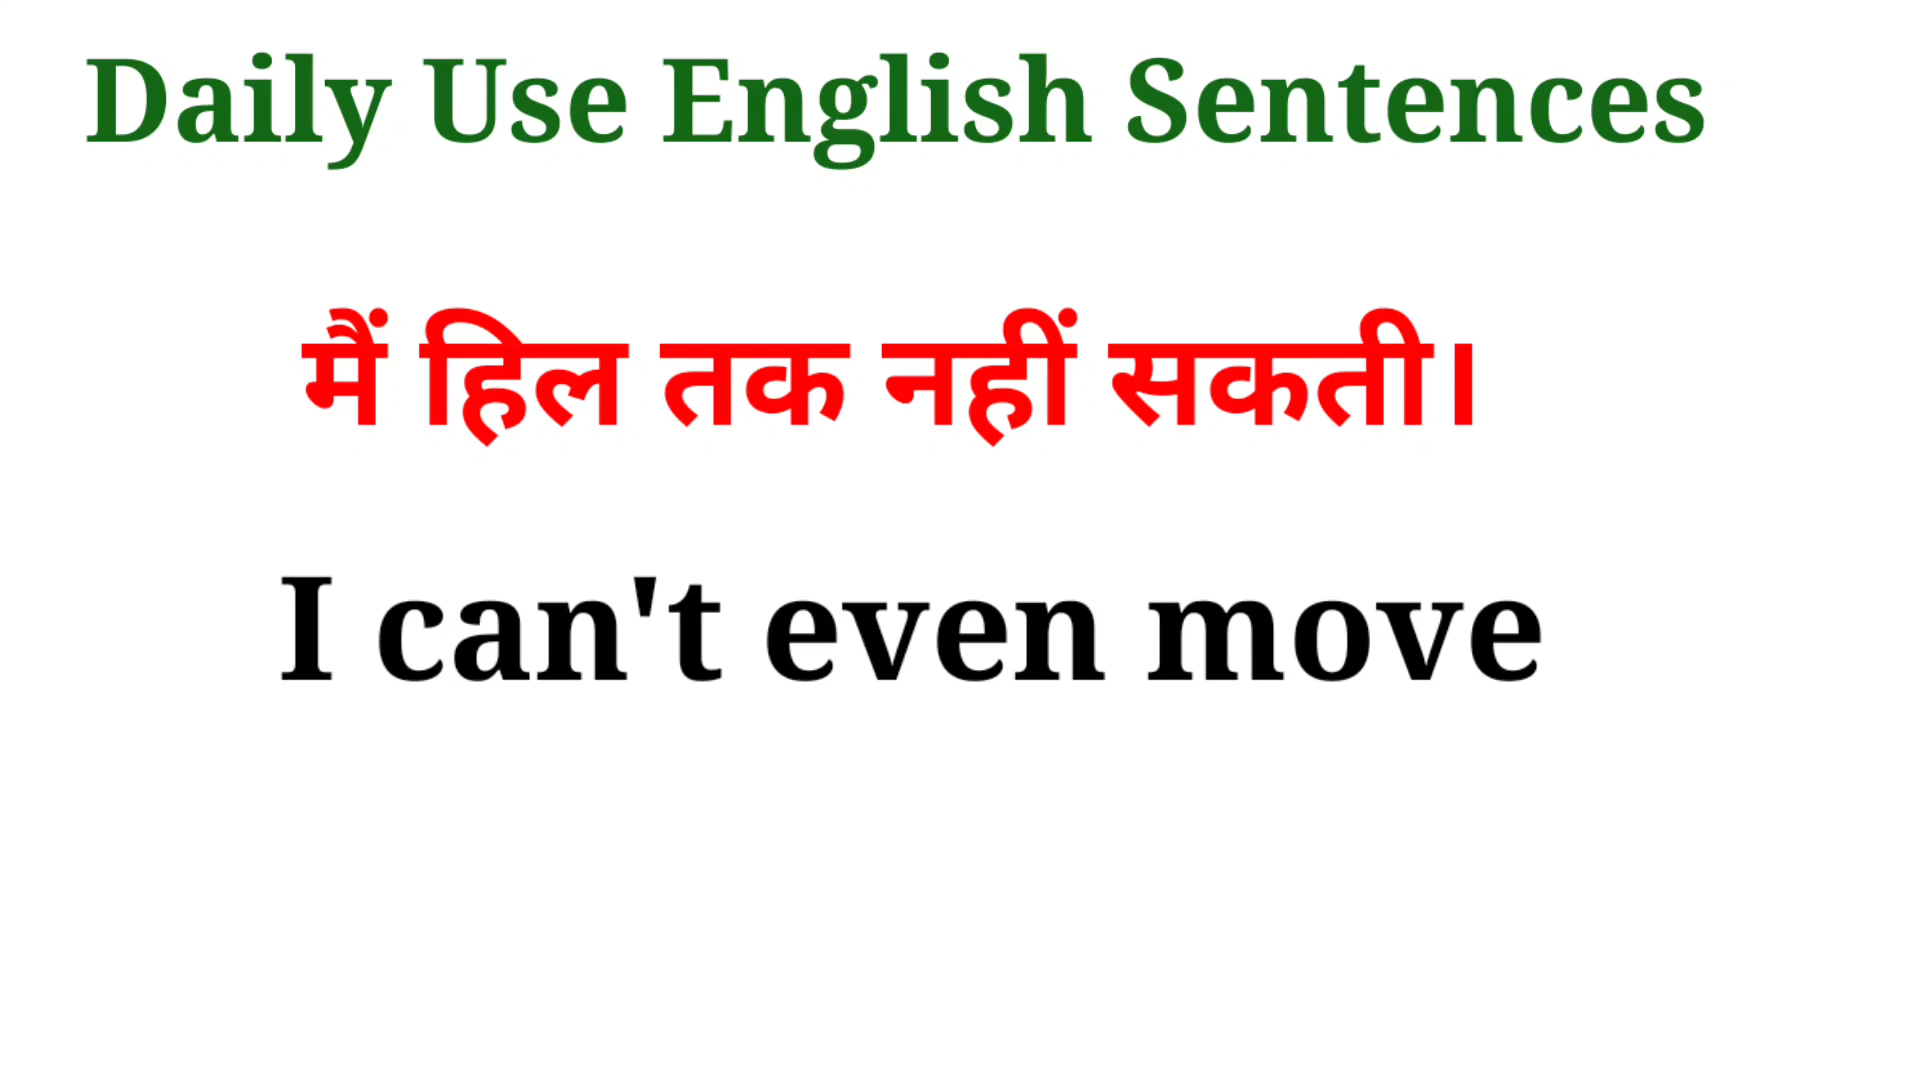 Daily Use English Sentences
मैं हिल तक नहीं सकती।
I can't even move